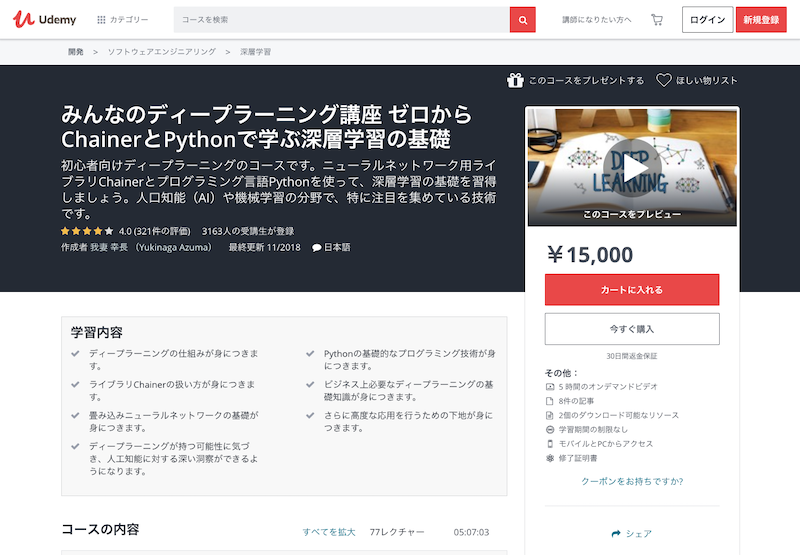 Udemy
カテゴリー
コースを検索
講師になりたい方へ
ログイン
新規登録
開発 > ソフトウェアエンジニアリング > 深層学習
このコースをプレゼントする
ほしい物リスト
みんなのディープラーニング講座 ゼロから
ChainerとPythonで学ぶ深層学習の基礎
初心者向けディープラーニングのコースです。ニューラルネットワーク用ライ
ブラリChainerとプログラミング言語Pythonを使って、深層学習の基礎を習得
しましょう。人口知能（AI）や機械学習の分野で、特に注目を集めている技術
です。
4.0 (321件の評価) 3163人の受講生が登録
作成者 我妻 幸長 （Yukinaga Azuma） 最終更新 11/2018 日本語
DEEP
LEARNING
このコースをプレビュー
￥15,000
カートに入れる
今すぐ購入
30日間返金保証
その他：
5 時間のオンデマンドビデオ
8件の記事
2個のダウンロード可能なリソース
学習期間の制限なし
モバイルとPCからアクセス
修了証明書
クーポンをお持ちですか?
シェア
学習内容
ディープラーニングの仕組みが身につきま
す。
ライブラリChainerの扱い方が身につきま
す。
畳み込みニューラルネットワークの基礎が
身につきます。
ディープラーニングが持つ可能性に気づ
き、人工知能に対する深い洞察ができるよ
うになります。
Pythonの基礎的なプログラミング技術が身
につきます。
ビジネス上必要なディープラーニングの基
礎知識が身につきます。
さらに高度な応用を行うための下地が身に
つきます。
コースの内容
すべてを拡大
77レクチャー
05:07:03